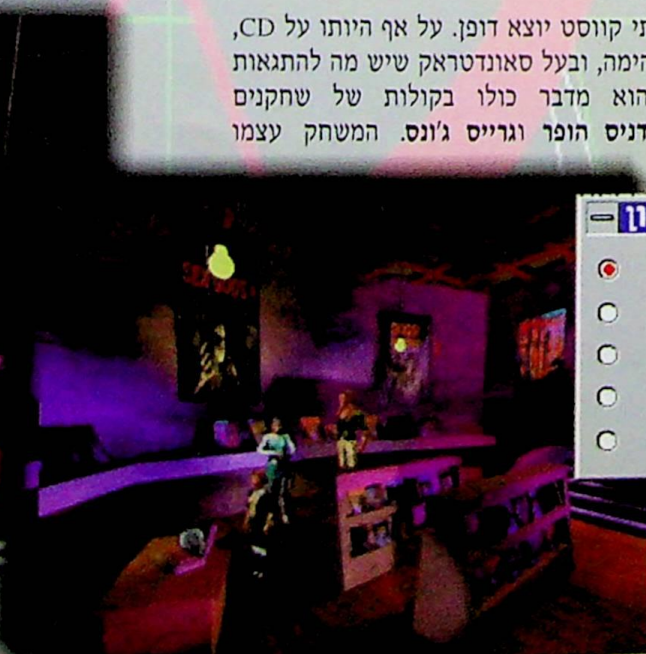 תי קווסט יוצא דופן. על אף היותו על CD,
הימה, ובעל סאונדטראק שיש מה להתגאות
הוא מדבר כולו בקולות של שחקנים
דניס הופר וגרייס ג'ונס. המשחק עצמו